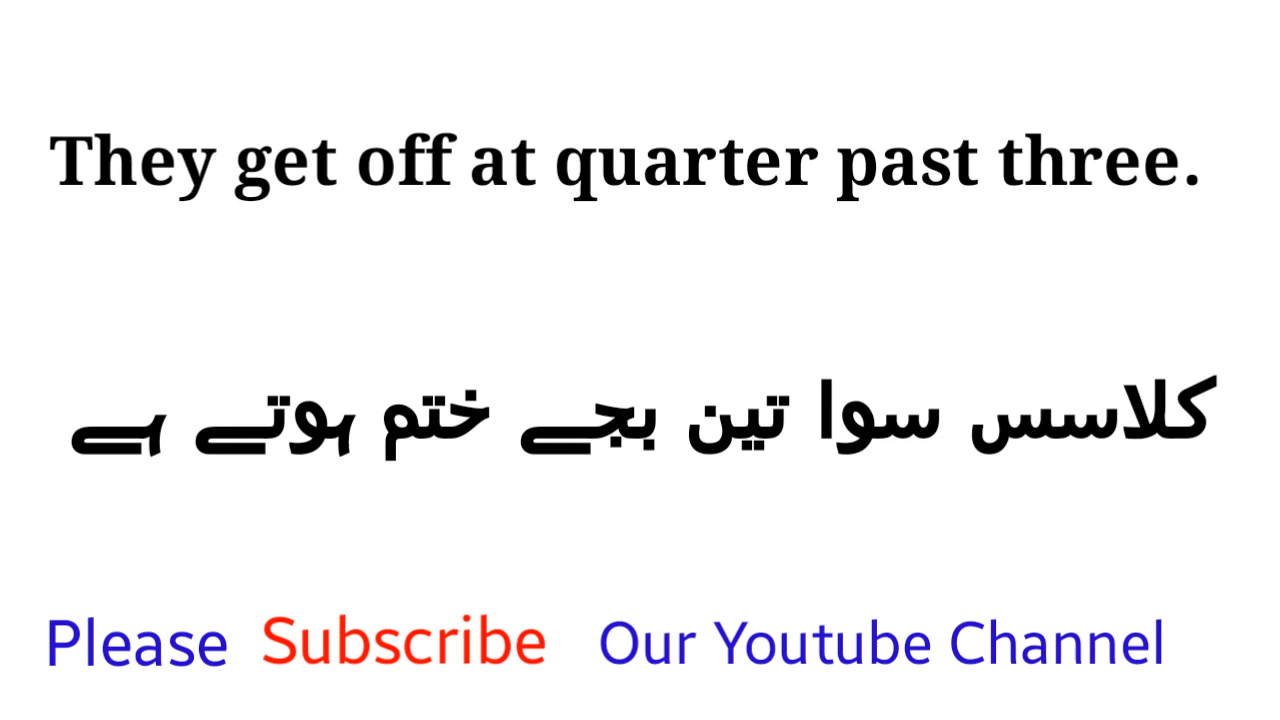 They get off at quarter past three.
کلاسس سوا تین بجے ختم ہوتے ہے
Please Subscribe Our Youtube Channel